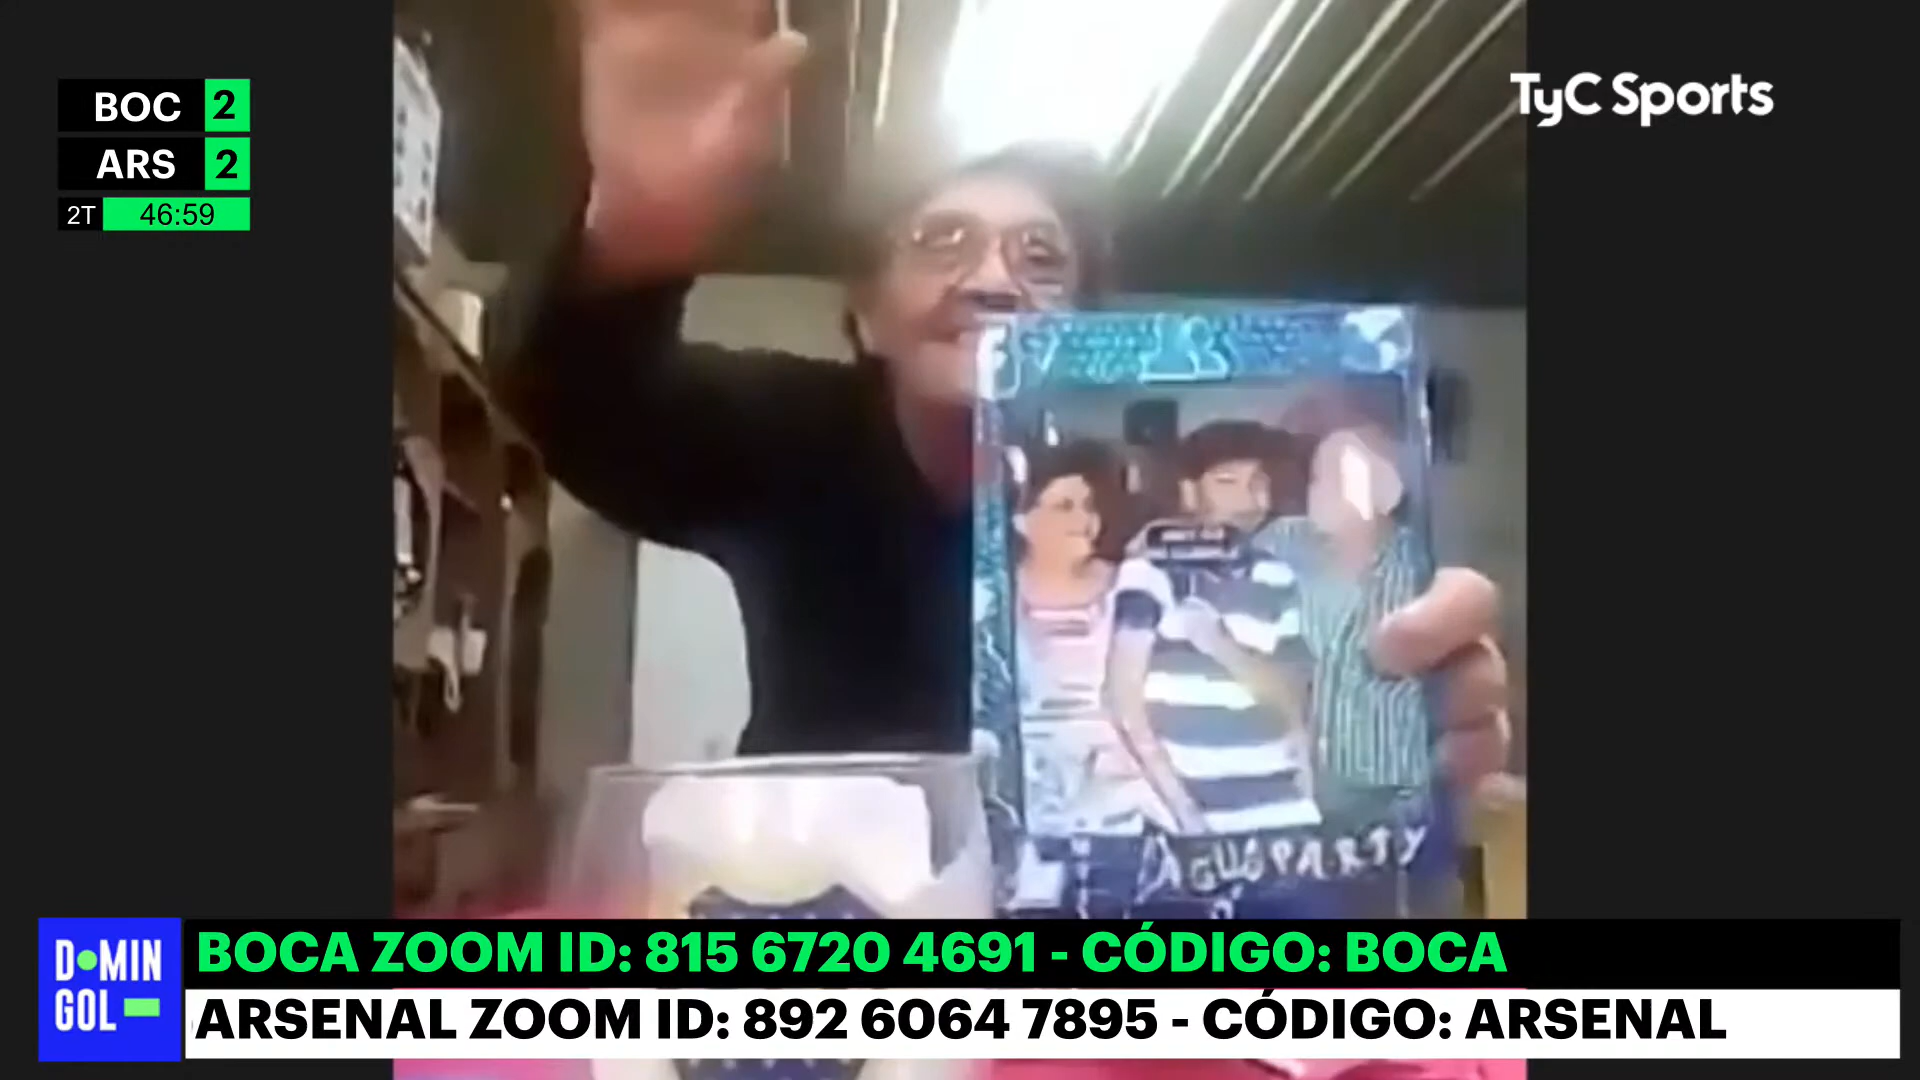 BOC 2
ARS 2
2T 46:59
TyC Sports
DOMIN
GOL
BOCA ZOOM ID: 815 6720 4691 - CÓDIGO: BOCA
ARSENAL ZOOM ID: 892 6064 7895 - CÓDIGO: ARSENAL
PARTY